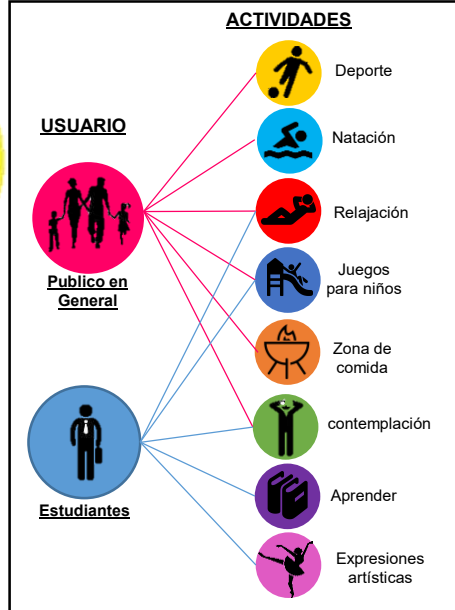 ACTIVIDADES
Deporte
USUARIO
Natación
Relajación
Publico en
General
Juegos
para niños
Zona de
comida
contemplación
Estudiantes
Aprender
Expresiones
artísticas